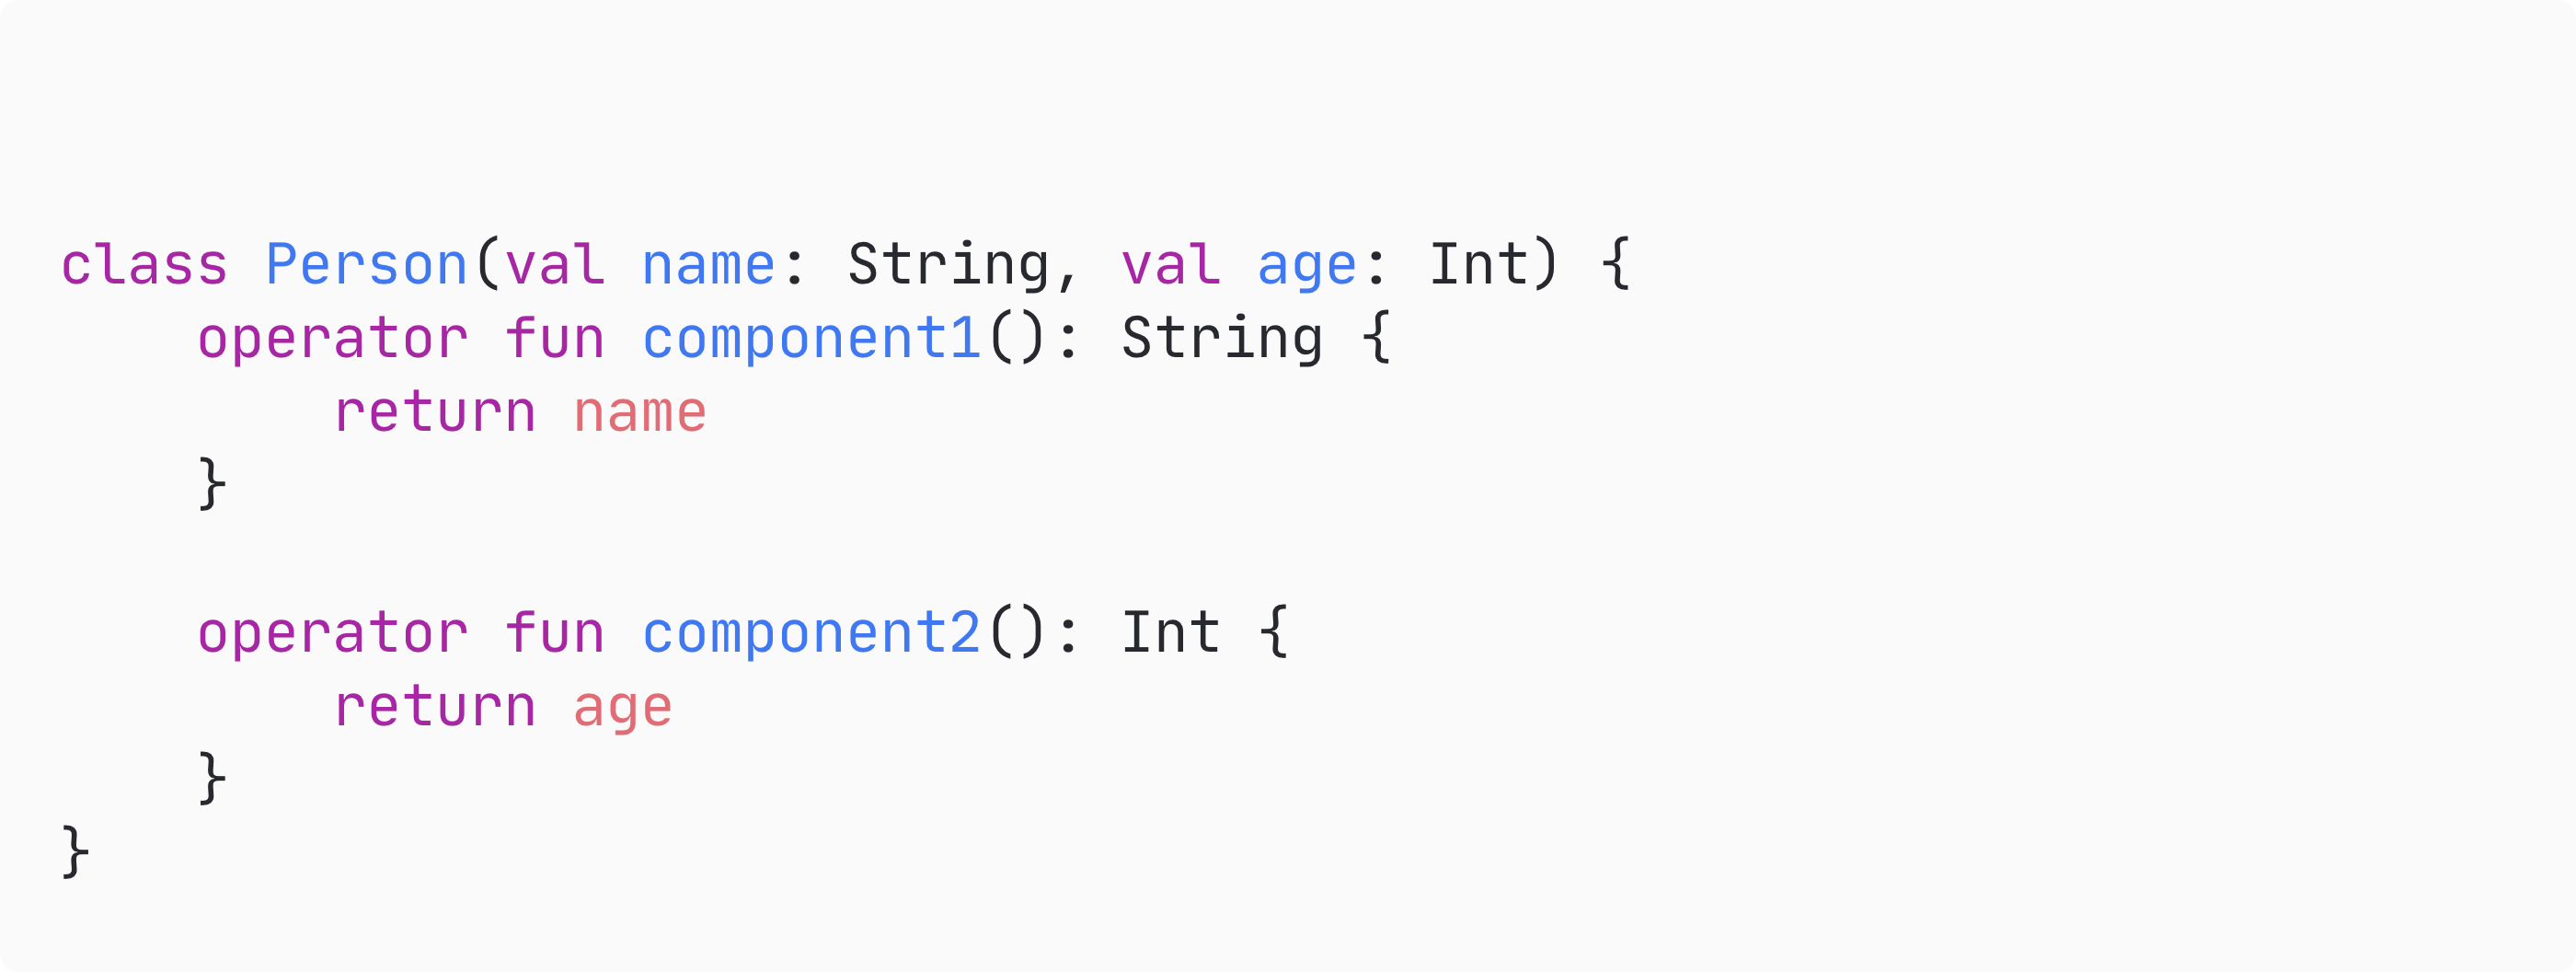 class Person(val name: String, val age: Int) {
    operator fun component1(): String {
        return name
    }

    operator fun component2(): Int {
        return age
    }
}